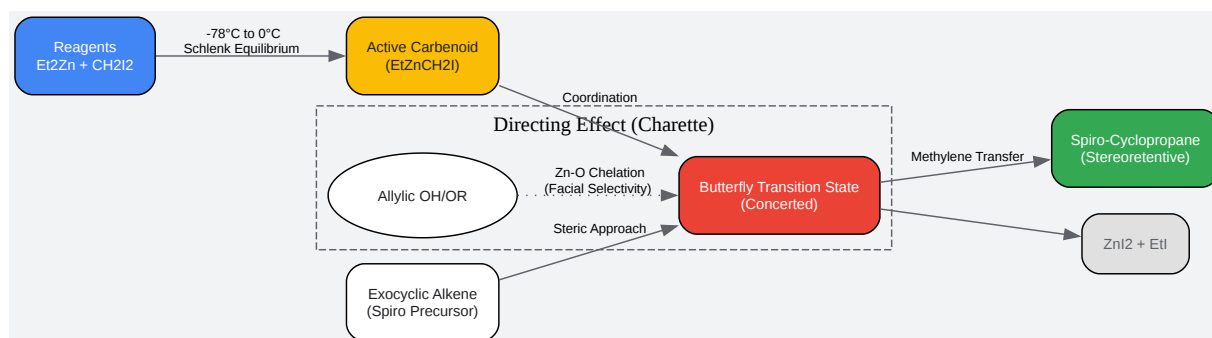 Reagents
Et2Zn + CH2I2
-78°C to 0°C
Schlenk Equilibrium
Active Carbenoid
(EtZnCH2I)
Coordination
Directing Effect (Charette)
Allylic OH/OR
Zn-O Chelation
(Facial Selectivity)
Steric Approach
Exocyclic Alkene
(Spiro Precursor)
Butterfly Transition State
(Concerted)
Methylene Transfer
Spiro-Cyclopropane
(Stereoretentive)
ZnI2 + EtI